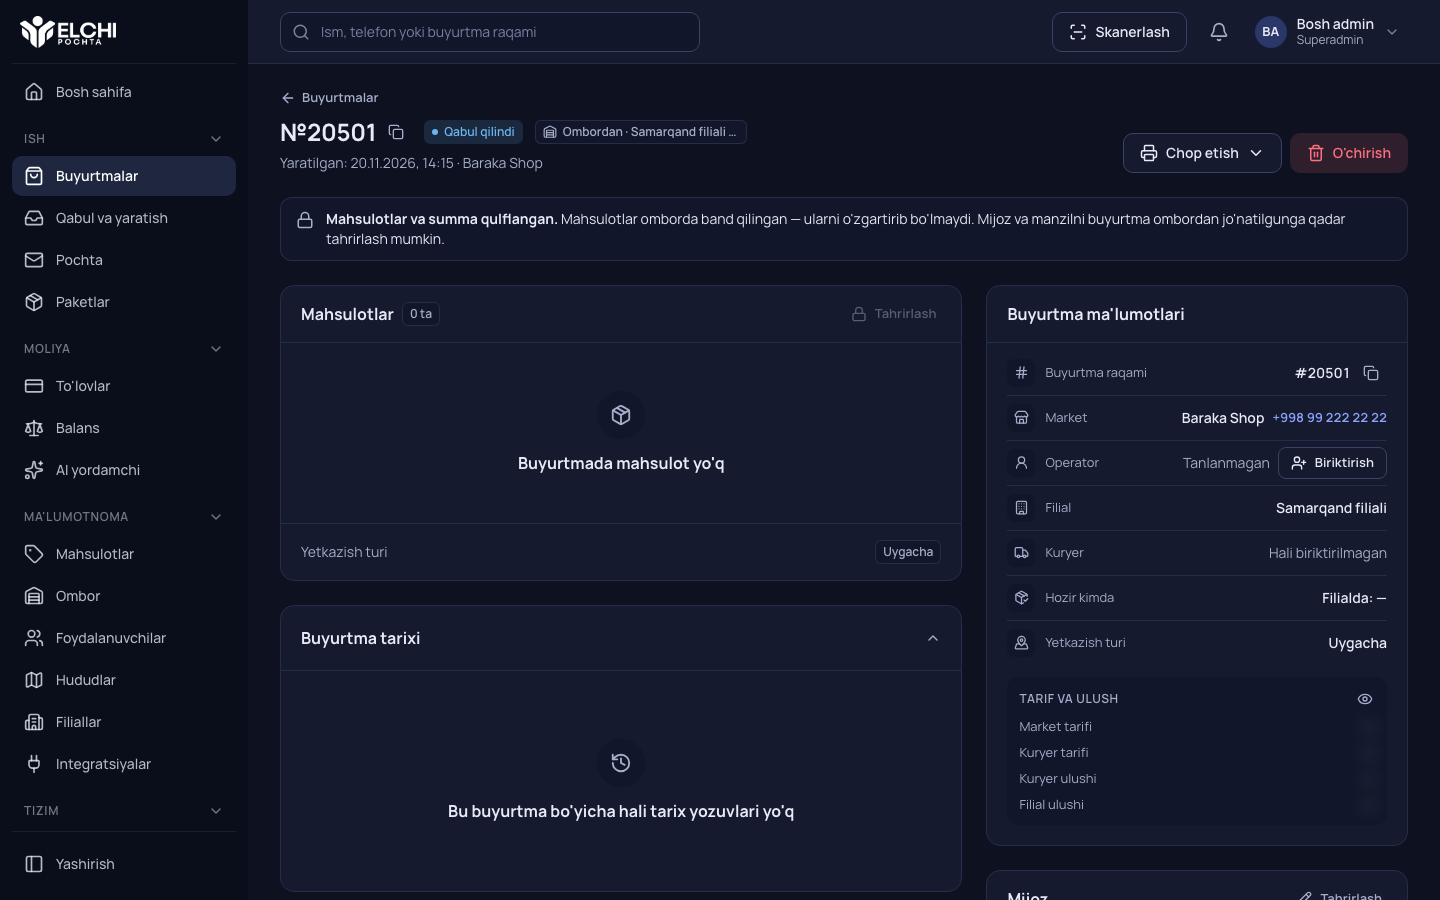 ELCHI
POCHTA
Ism, telefon yoki buyurtma raqami
Skanerlash
BA
Bosh admin
Superadmin
Bosh sahifa
ISH
Buyurtmalar
Qabul va yaratish
Pochta
Paketlar
MOLIYA
To'lovlar
Balans
AI yordamchi
MA'LUMOTNOMA
Mahsulotlar
Ombor
Foydalanuvchilar
Hududlar
Filiallar
Integratsiyalar
TIZIM
Yashirish
Buyurtmalar
№20501
Qabul qilindi
Ombordan · Samarqand filiali ...
Yaratilgan: 20.11.2026, 14:15 · Baraka Shop
Chop etish
O'chirish
Mahsulotlar va summa qulflangan. Mahsulotlar omborda band qilingan — ularni o'zgartirib bo'lmaydi. Mijoz va manzilni buyurtma ombordan jo'natilgunga qadar
tahrirlash mumkin.
Mahsulotlar
0 ta
Tahrirlash
Buyurtmada mahsulot yo'q
Yetkazish turi
Uygacha
Buyurtma tarixi
Bu buyurtma bo'yicha hali tarix yozuvlari yo'q
Buyurtma ma'lumotlari
Buyurtma raqami
#20501
Market
Baraka Shop
+998 99 222 22 22
Operator
Tanlanmagan
Biriktirish
Filial
Samarqand filiali
Kuryer
Hali biriktirilmagan
Hozir kimda
Filialda: —
Yetkazish turi
Uygacha
TARIF VA ULUSH
Market tarifi
Kuryer tarifi
Kuryer ulushi
Filial ulushi
Mijoz
Tahrirlash